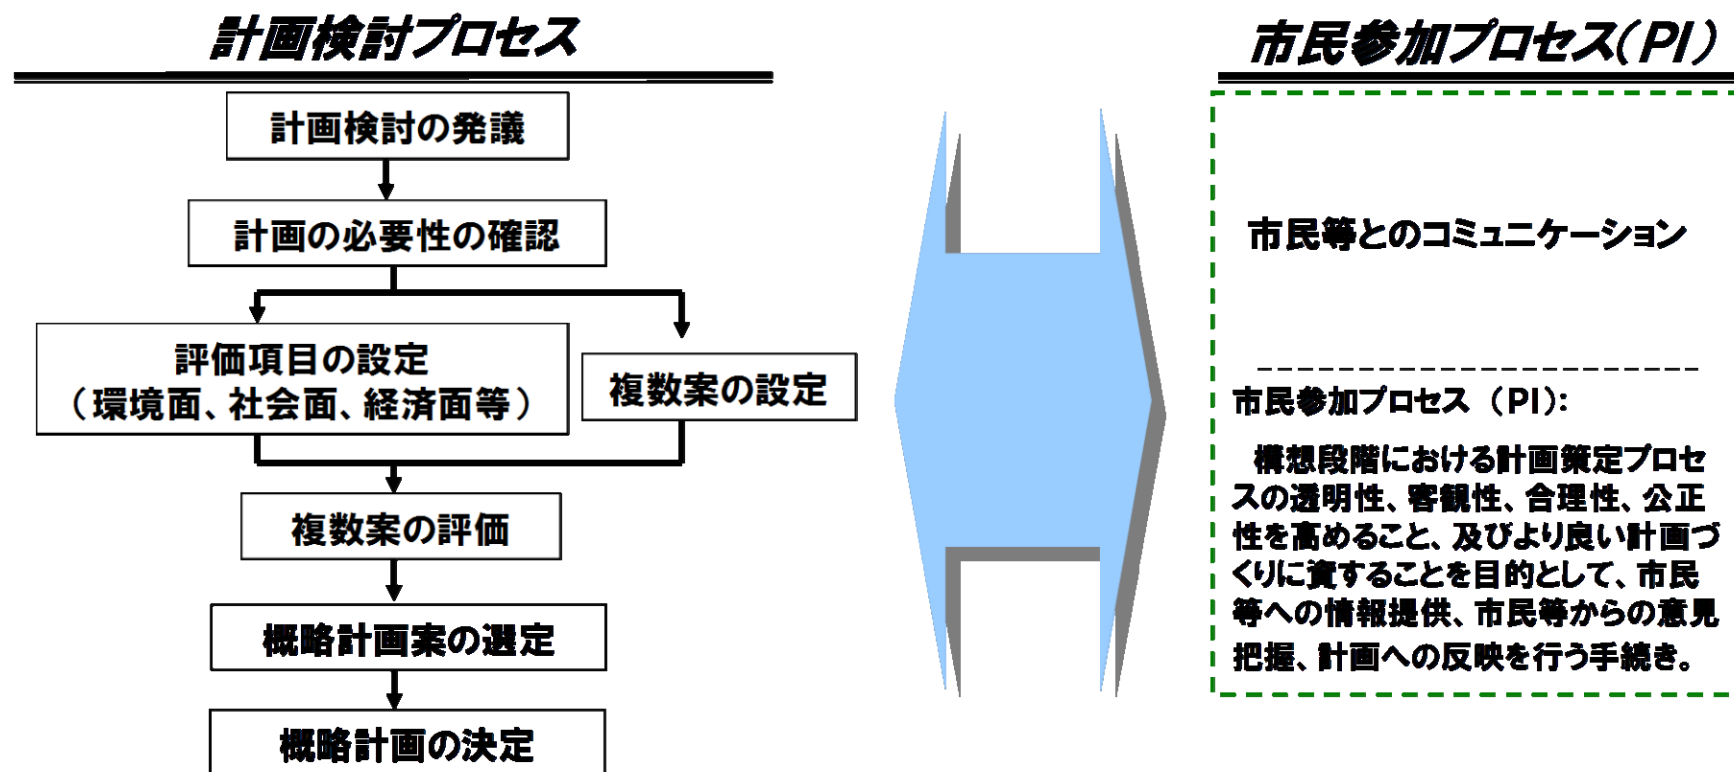 計画検討プロセス
計画検討の発議
計画の必要性の確認
評価項目の設定
（環境面、社会面、経済面等）
複数案の設定
複数案の評価
概略計画案の選定
概略計画の決定
市民参加プロセス（PI）
市民等とのコミュニケーション
市民参加プロセス （PI）：
構想段階における計画策定プロセ
スの透明性、客観性、合理性、公正
性を高めること、及びより良い計画づ
くりに資することを目的として、市民
等への情報提供、市民等からの意見
把握、計画への反映を行う手続き。